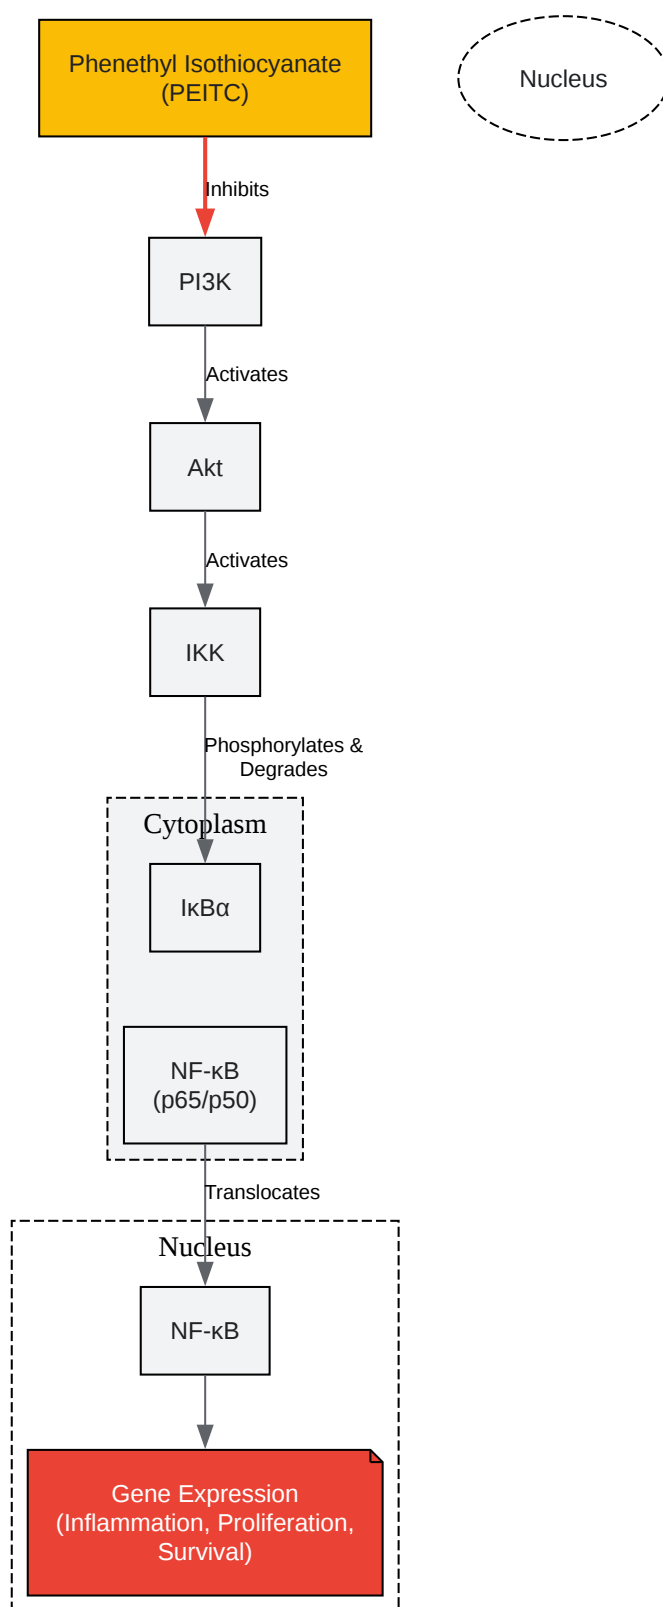 Phenethyl Isothiocyanate
(PEITC)
Nucleus
Inhibits
PI3K
Activates
Akt
Activates
IKK
Phosphorylates &
Degrades
Cytoplasm
IκBα
NF-κB
(p65/p50)
Translocates
Nucleus
NF-κB
Gene Expression
(Inflammation, Proliferation,
Survival)